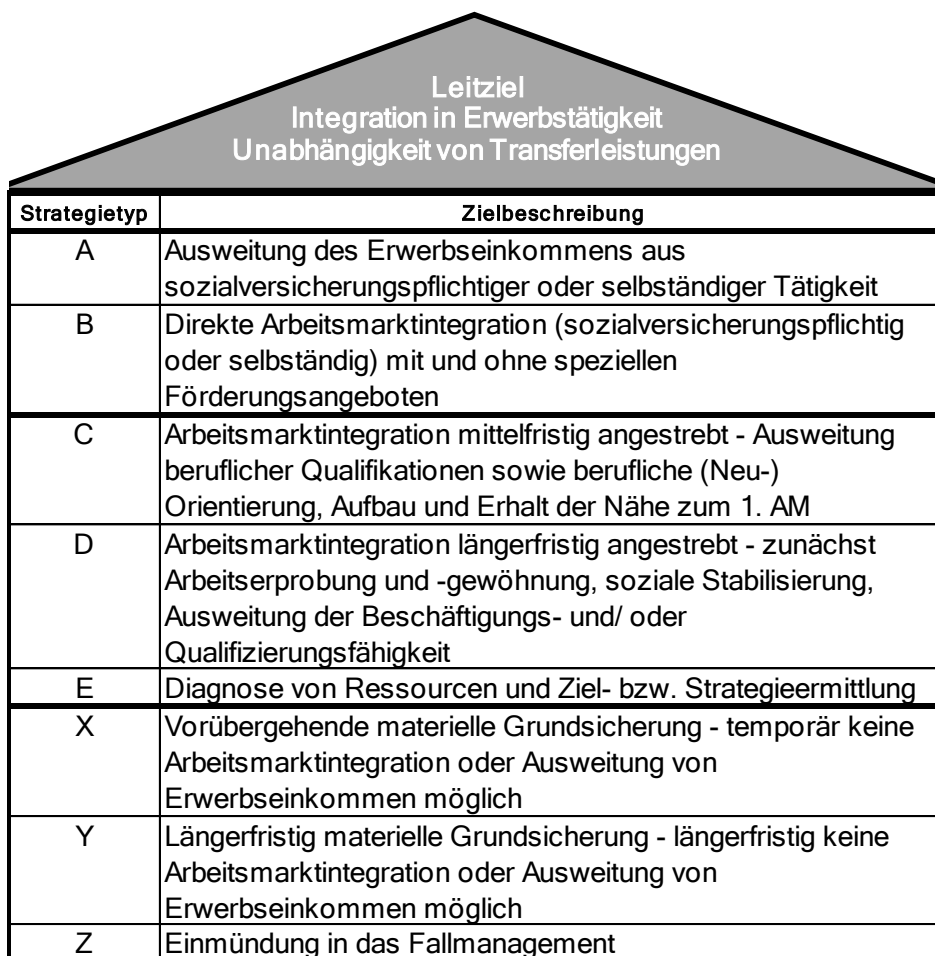 Leitziel
Integration in Erwerbstätigkeit
Unabhängigkeit von Transferleistungen
Strategietyp Zielbeschreibung
A Ausweitung des Erwerbseinkommens aus
sozialversicherungspflichtiger oder selbständiger Tätigkeit
B Direkte Arbeitsmarktintegration (sozialversicherungspflichtig
oder selbständig) mit und ohne speziellen
Förderungsangeboten
C Arbeitsmarktintegration mittelfristig angestrebt - Ausweitung
beruflicher Qualifikationen sowie berufliche (Neu-)
Orientierung, Aufbau und Erhalt der Nähe zum 1. AM
D Arbeitsmarktintegration längerfristig angestrebt - zunächst
Arbeitserprobung und -gewöhnung, soziale Stabilisierung,
Ausweitung der Beschäftigungs- und/ oder
Qualifizierungsfähigkeit
E Diagnose von Ressourcen und Ziel- bzw. Strategieermittlung
X Vorübergehende materielle Grundsicherung - temporär keine
Arbeitsmarktintegration oder Ausweitung von
Erwerbseinkommen möglich
Y Längerfristig materielle Grundsicherung - längerfristig keine
Arbeitsmarktintegration oder Ausweitung von
Erwerbseinkommen möglich
Z Einmündung in das Fallmanagement